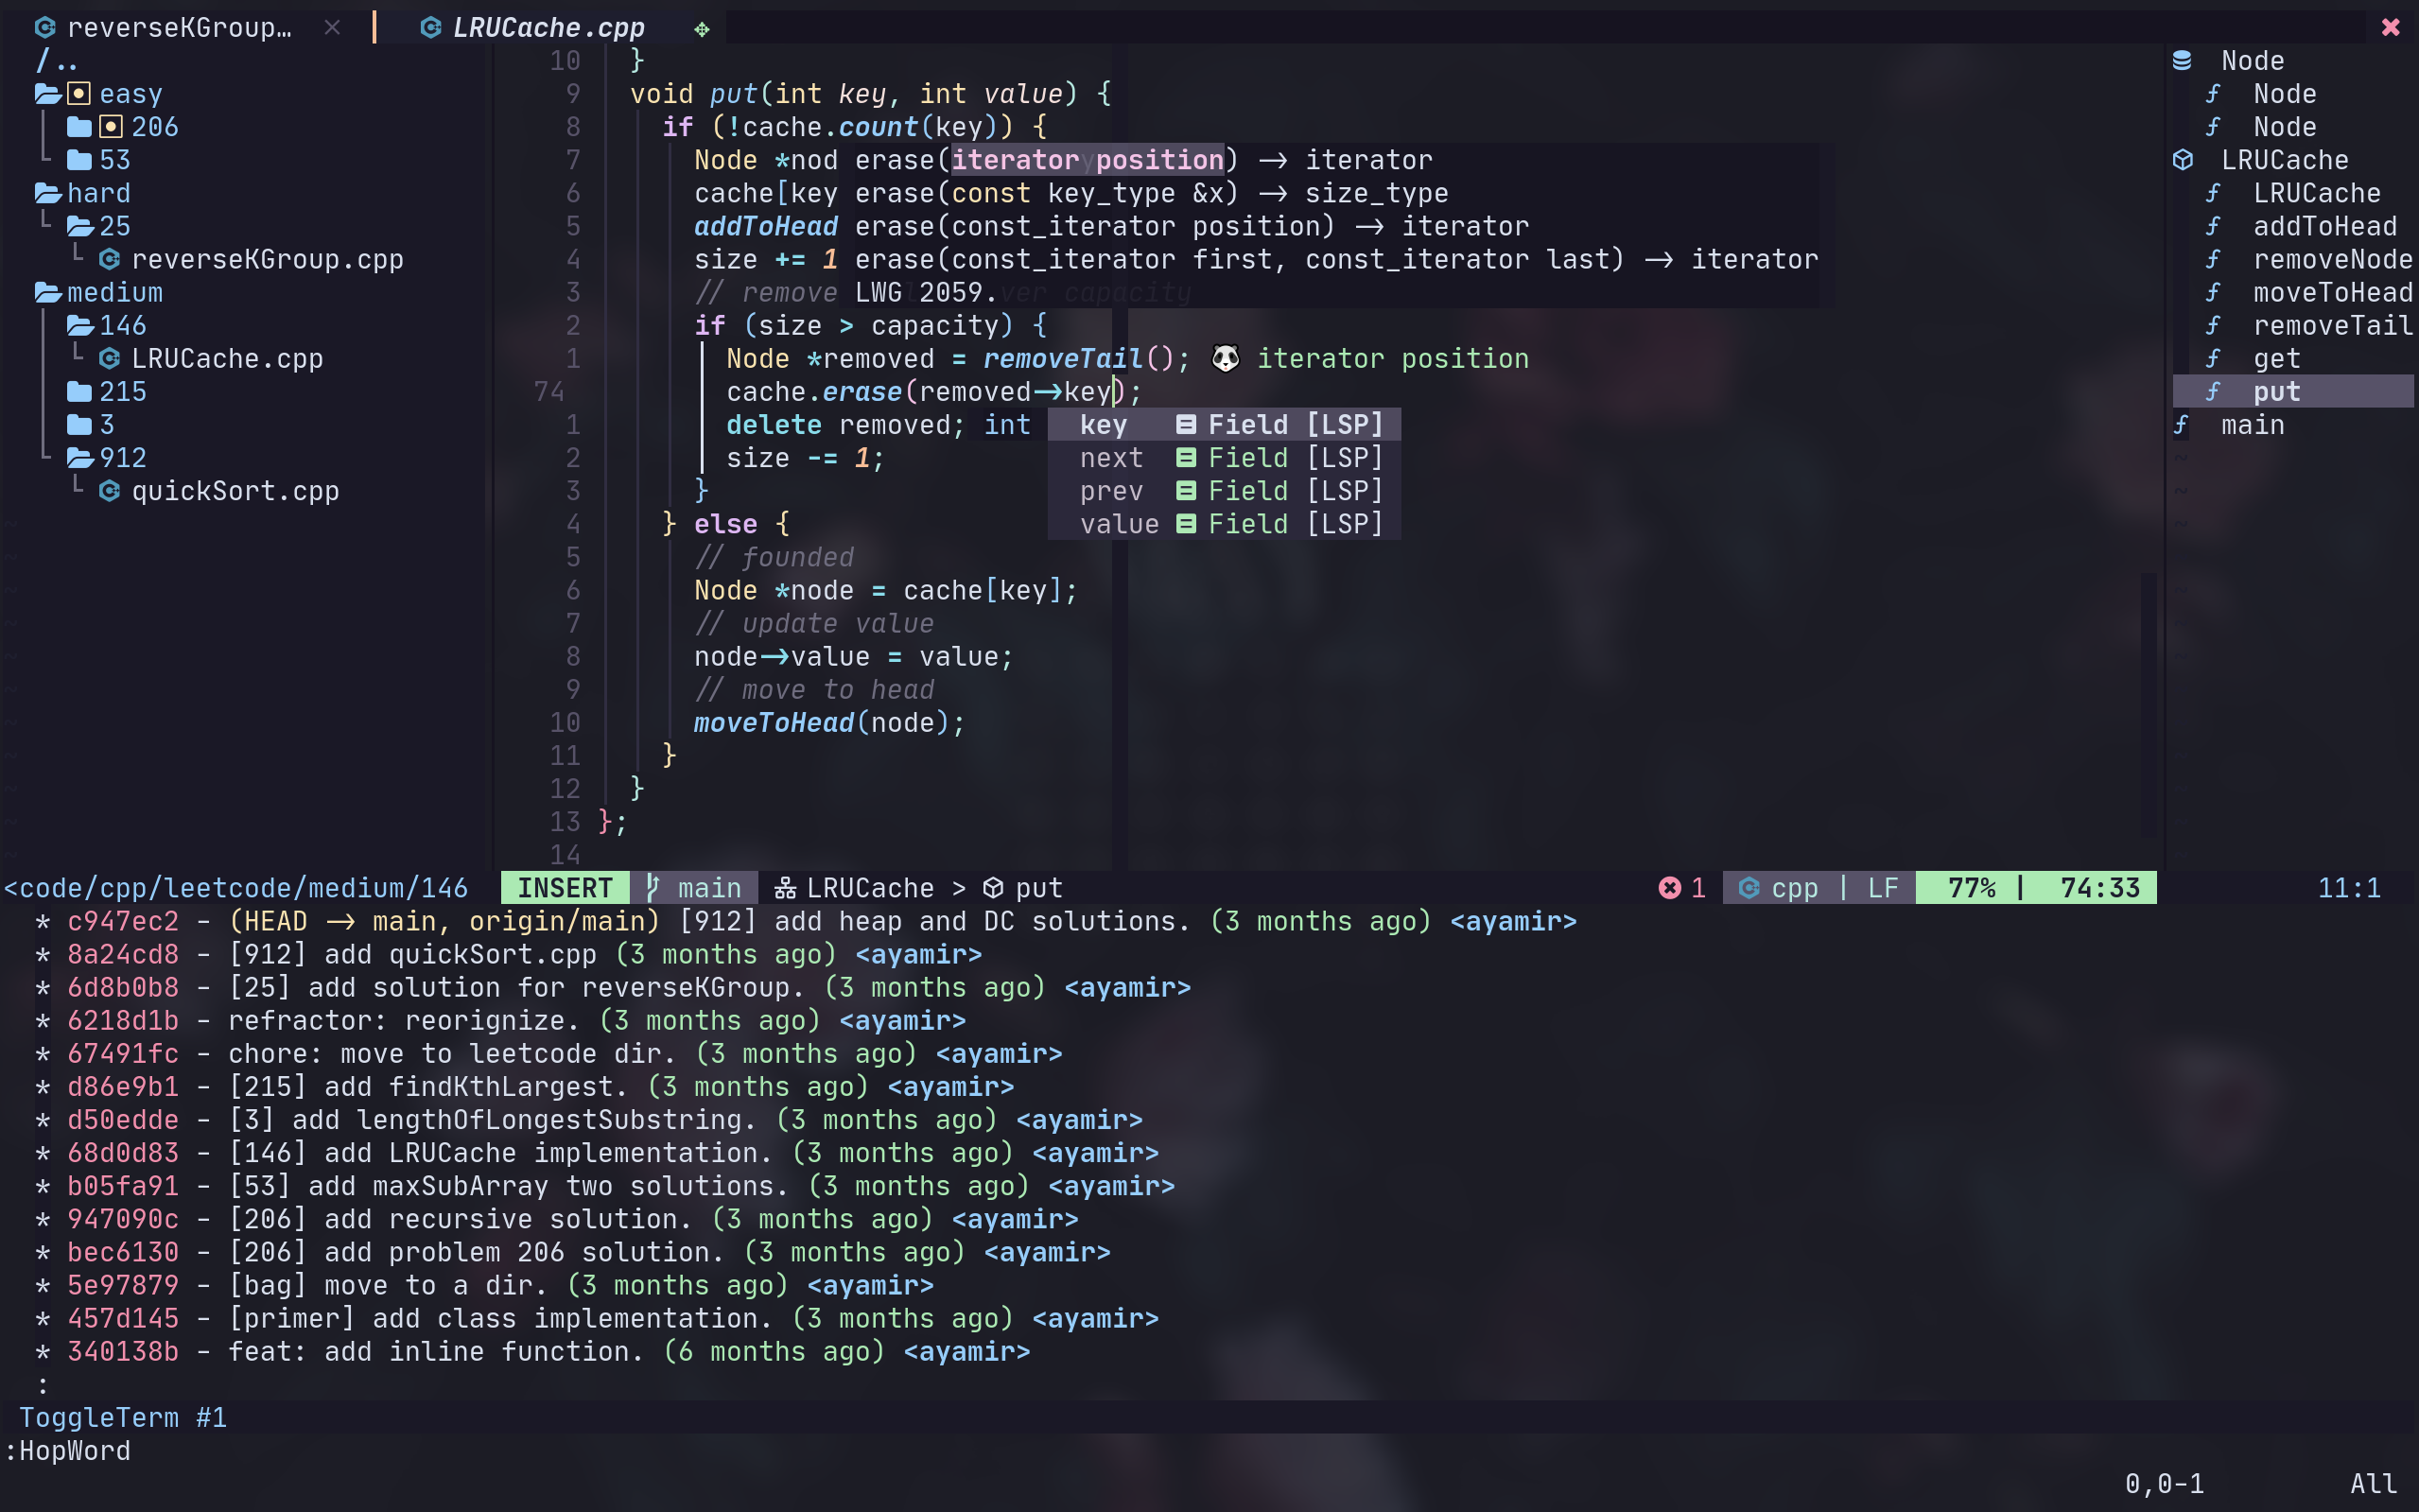 reverseKGroup… × LRUCache.cpp
/..
easy
206
53
hard
25
reverseKGroup.cpp
medium
146
LRUCache.cpp
215
3
912
quickSort.cpp
10 }
9 void put(int key, int value) {
8 if (!cache.count(key)) {
7 Node *nod erase(iterator position) -> iterator
6 cache[key erase(const key_type &x) -> size_type
5 addToHead erase(const_iterator position) -> iterator
4 size += 1 erase(const_iterator first, const_iterator last) -> iterator
3 // remove LWG 2059. ver capacity
2 if (size > capacity) {
1 Node *removed = removeTail(); 🐼 iterator position
74 cache.erase(removed->key);
1 delete removed; int key Field [LSP]
2 size -= 1; next Field [LSP]
3 } prev Field [LSP]
4 } else { value Field [LSP]
5 // founded
6 Node *node = cache[key];
7 // update value
8 node->value = value;
9 // move to head
10 moveToHead(node);
11 }
12 }
13 };
14
Node
ƒ Node
ƒ Node
LRUCache
ƒ LRUCache
ƒ addToHead
ƒ removeNode
ƒ moveToHead
ƒ removeTail
ƒ get
ƒ put
ƒ main
<code/cpp/leetcode/medium/146 INSERT main LRUCache > put 1 cpp | LF 77% | 74:33 11:1
* c947ec2 - (HEAD -> main, origin/main) [912] add heap and DC solutions. (3 months ago) <ayamir>
* 8a24cd8 - [912] add quickSort.cpp (3 months ago) <ayamir>
* 6d8b0b8 - [25] add solution for reverseKGroup. (3 months ago) <ayamir>
* 6218d1b - refractor: reorignize. (3 months ago) <ayamir>
* 67491fc - chore: move to leetcode dir. (3 months ago) <ayamir>
* d86e9b1 - [215] add findKthLargest. (3 months ago) <ayamir>
* d50edde - [3] add lengthOfLongestSubstring. (3 months ago) <ayamir>
* 68d0d83 - [146] add LRUCache implementation. (3 months ago) <ayamir>
* b05fa91 - [53] add maxSubArray two solutions. (3 months ago) <ayamir>
* 947090c - [206] add recursive solution. (3 months ago) <ayamir>
* bec6130 - [206] add problem 206 solution. (3 months ago) <ayamir>
* 5e97879 - [bag] move to a dir. (3 months ago) <ayamir>
* 457d145 - [primer] add class implementation. (3 months ago) <ayamir>
* 340138b - feat: add inline function. (6 months ago) <ayamir>
:
ToggleTerm #1
:HopWord
0,0-1 All